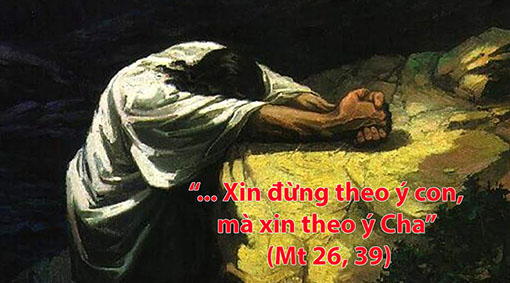 “... Xin đừng theo ý con,
mà xin theo ý Cha”
(Mt 26, 39)